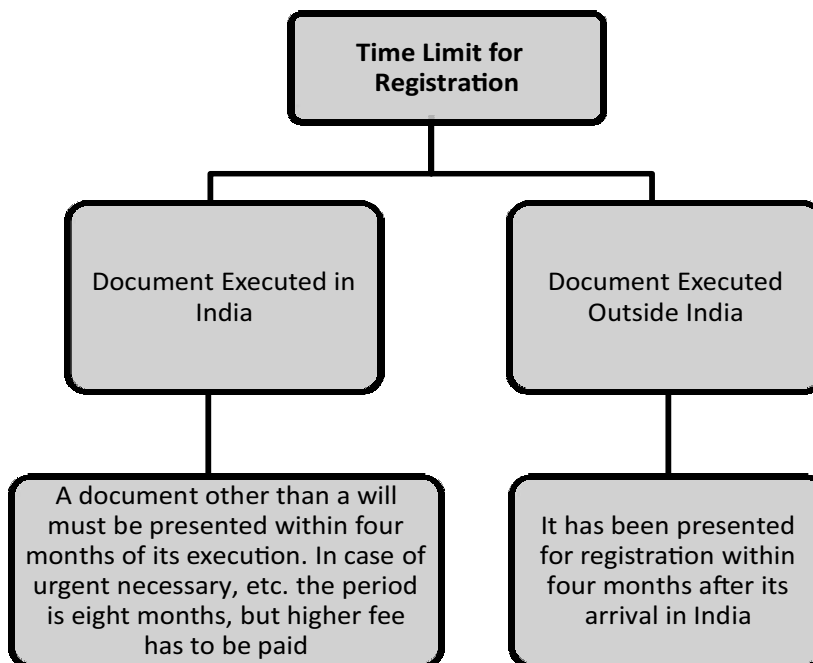 Time Limit for
Registration
Document Executed in
India
Document Executed
Outside India
A document other than a will
must be presented within four
months of its execution. In case of
urgent necessary, etc. the period
is eight months, but higher fee
has to be paid
It has been presented
for registration within
four months after its
arrival in India